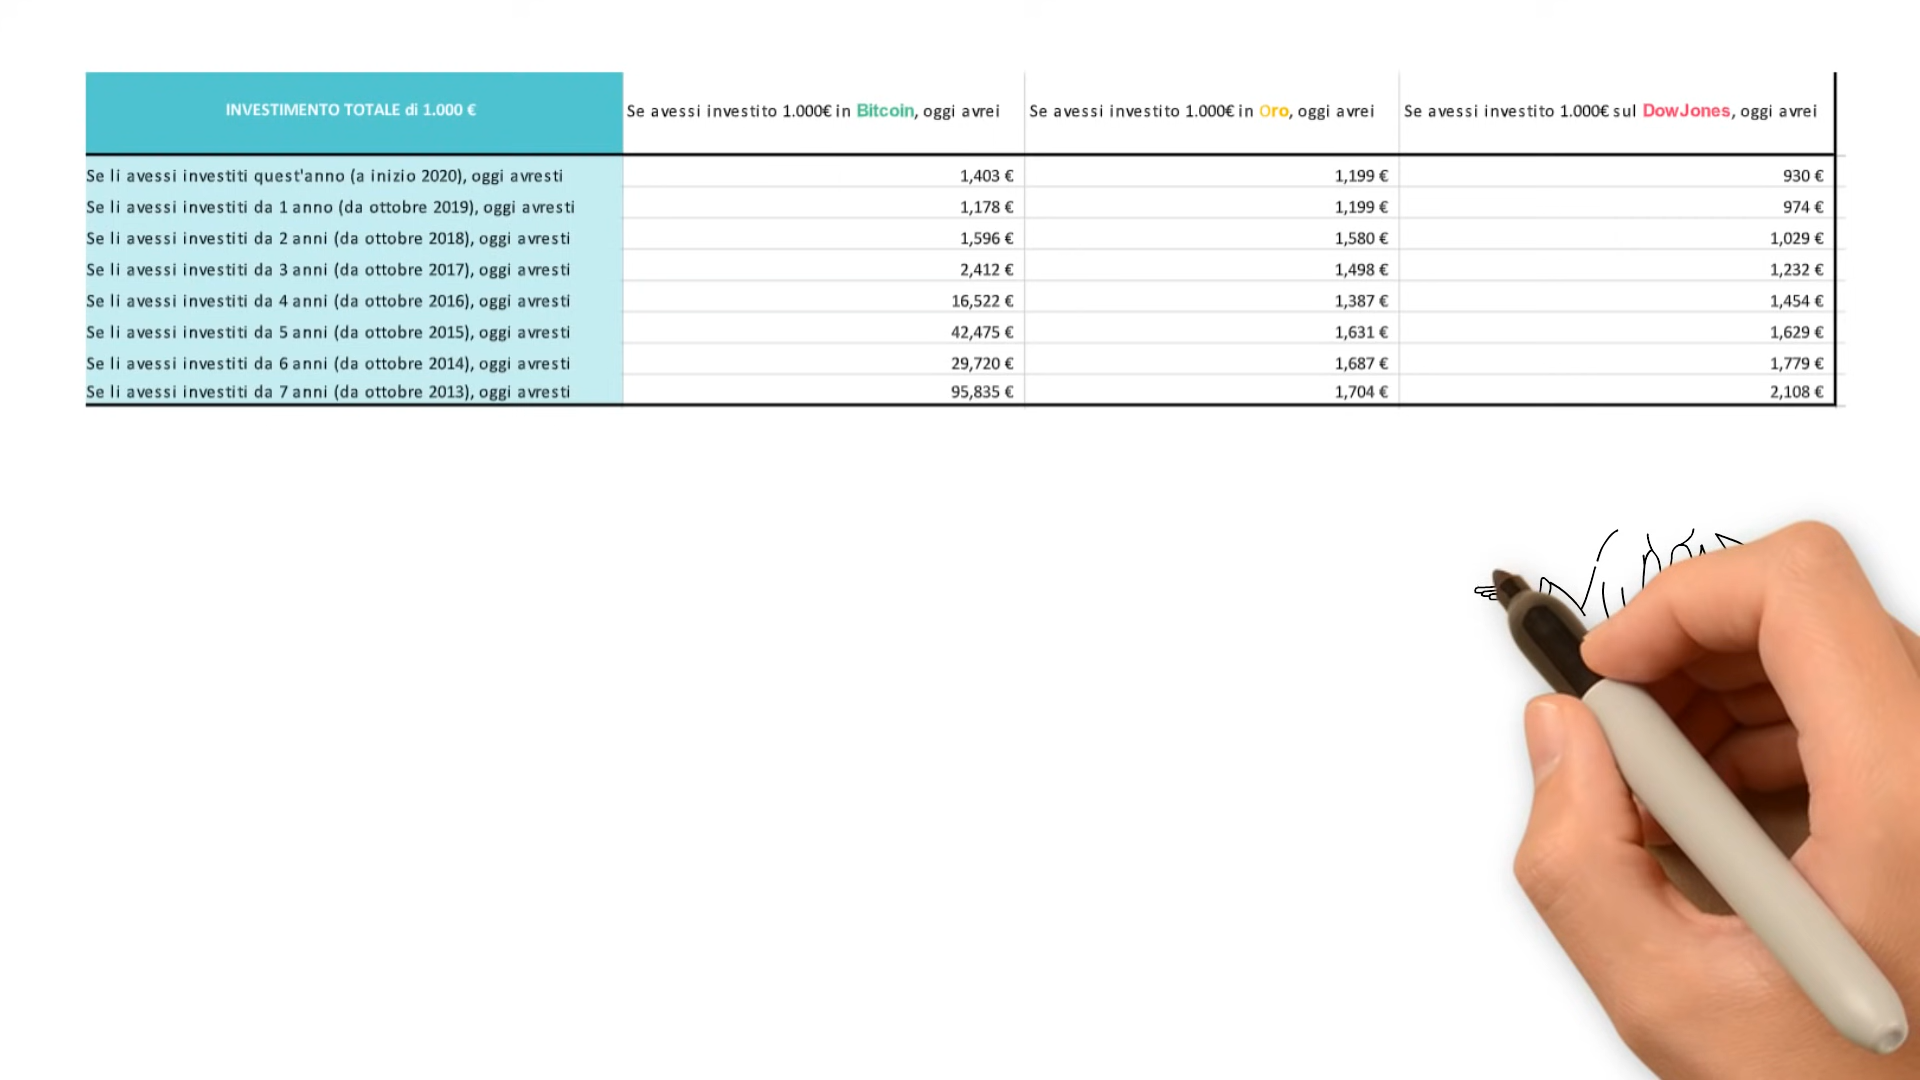 INVESTIMENTO TOTALE di 1.000 € Se avessi investito 1.000€ in Bitcoin, oggi avrei Se avessi investito 1.000€ in Oro, oggi avrei Se avessi investito 1.000€ sul DowJones, oggi avrei
Se li avessi investiti quest'anno (a inizio 2020), oggi avresti 1,403 € 1,199 € 930 €
Se li avessi investiti da 1 anno (da ottobre 2019), oggi avresti 1,178 € 1,199 € 974 €
Se li avessi investiti da 2 anni (da ottobre 2018), oggi avresti 1,596 € 1,580 € 1,029 €
Se li avessi investiti da 3 anni (da ottobre 2017), oggi avresti 2,412 € 1,498 € 1,232 €
Se li avessi investiti da 4 anni (da ottobre 2016), oggi avresti 16,522 € 1,387 € 1,454 €
Se li avessi investiti da 5 anni (da ottobre 2015), oggi avresti 42,475 € 1,631 € 1,629 €
Se li avessi investiti da 6 anni (da ottobre 2014), oggi avresti 29,720 € 1,687 € 1,779 €
Se li avessi investiti da 7 anni (da ottobre 2013), oggi avresti 95,835 € 1,704 € 2,108 €